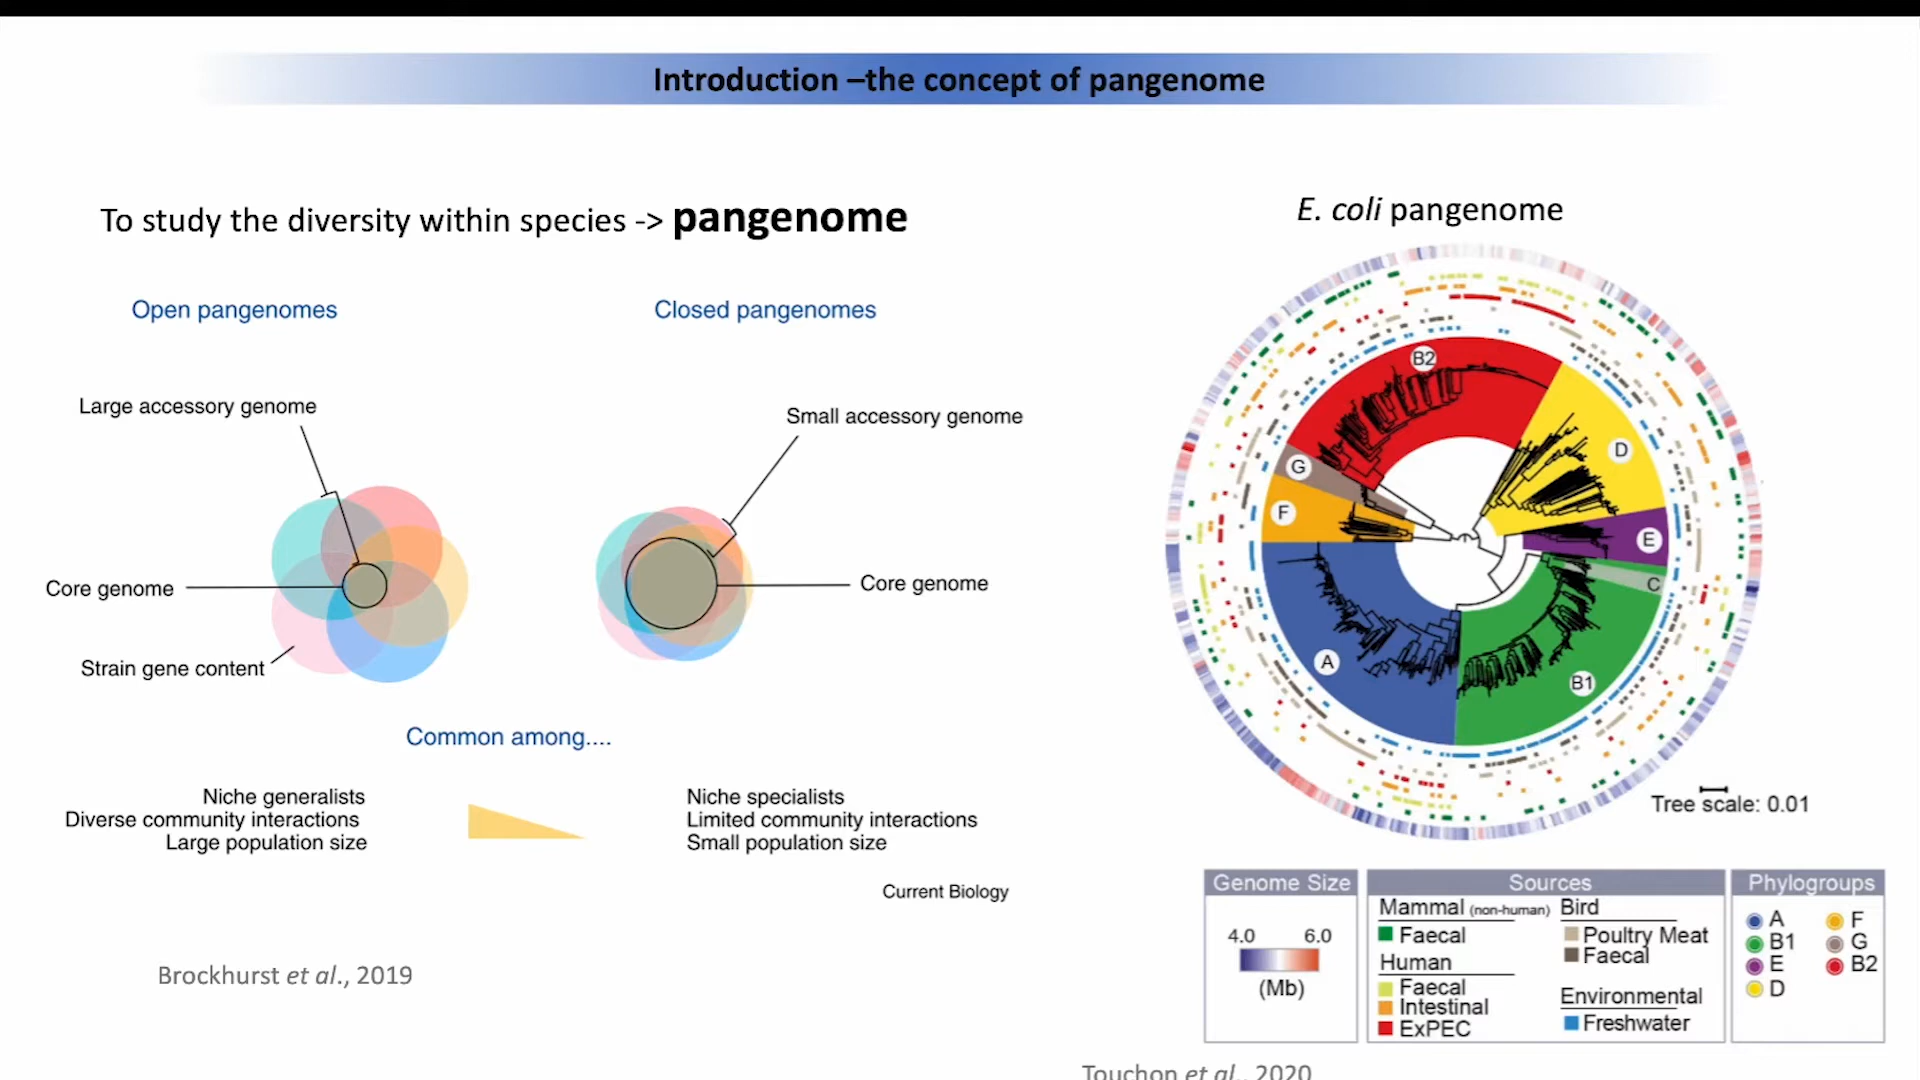 Introduction –the concept of pangenome
To study the diversity within species -> pangenome
Open pangenomes
Closed pangenomes
Large accessory genome
Small accessory genome
Core genome
Core genome
Strain gene content
Common among....
Niche generalists
Diverse community interactions
Large population size
Niche specialists
Limited community interactions
Small population size
Current Biology
Brockhurst et al., 2019
E. coli pangenome
B2
D
G
F
E
C
A
B1
Tree scale: 0.01
Genome Size
4.0 6.0
(Mb)
Sources
Mammal (non-human)
Faecal
Human
Faecal
Intestinal
ExPEC
Bird
Poultry Meat
Faecal
Environmental
Freshwater
Phylogroups
A
B1
E
D
F
G
B2
Touchon et al., 2020